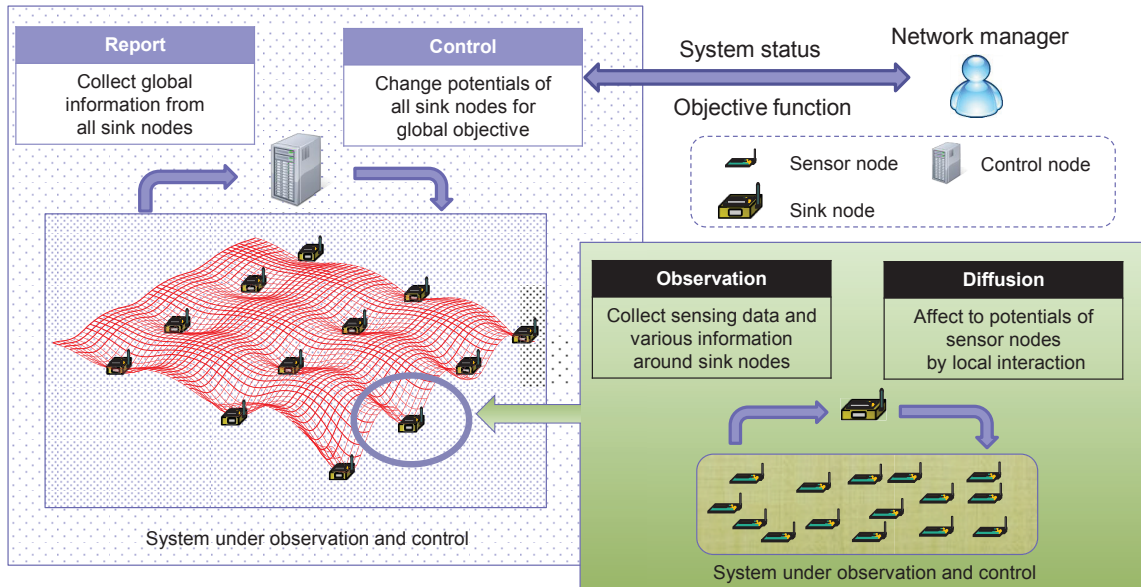 Report
Collect global
information from
all sink nodes
Control
Change potentials of
all sink nodes for
global objective
System status
Objective function
Network manager
Sensor node
Control node
Sink node
System under observation and control
Observation
Collect sensing data and
various information
around sink nodes
Diffusion
Affect to potentials of
sensor nodes
by local interaction
System under observation and control